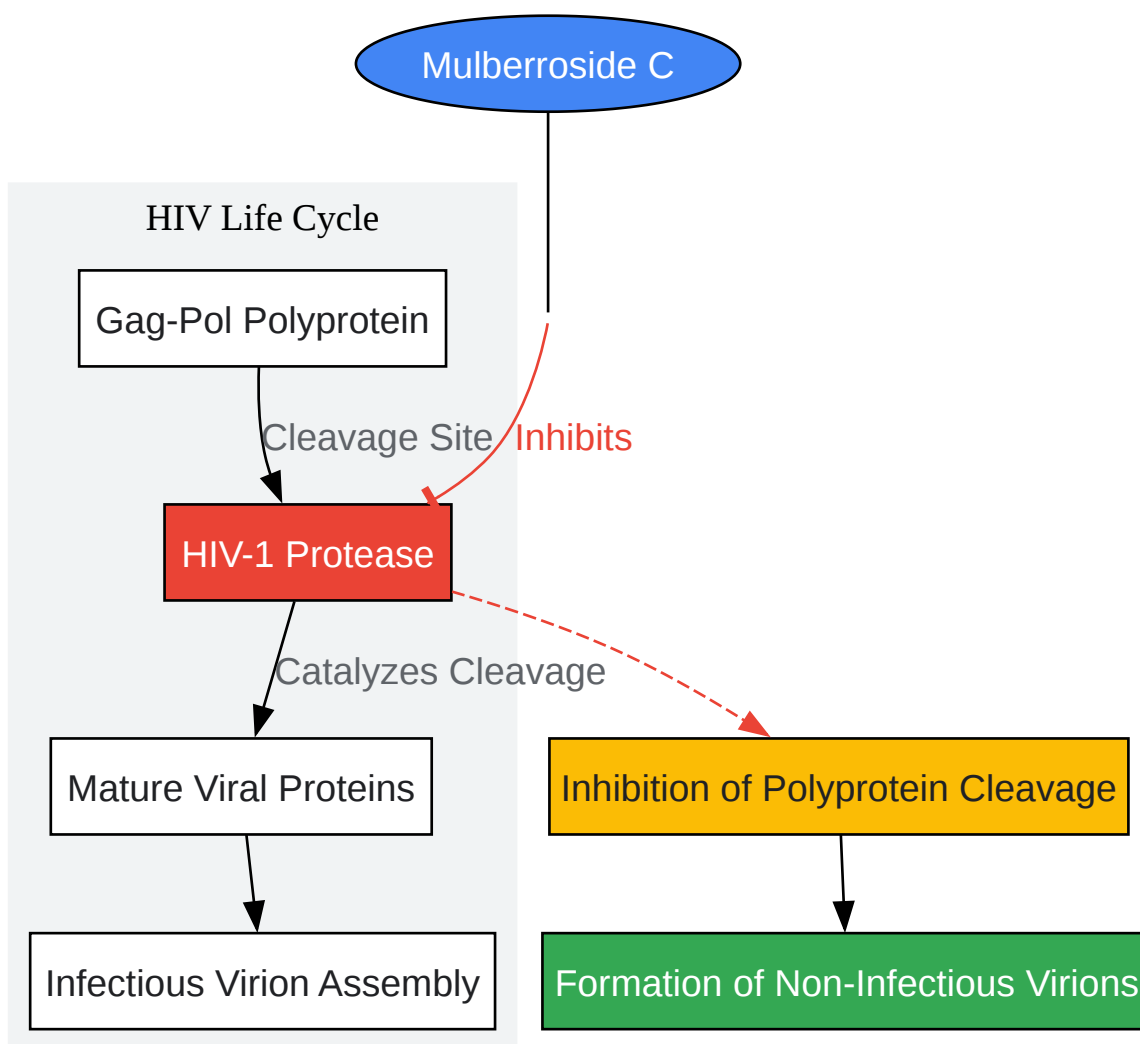 Mulberroside C
HIV Life Cycle
Gag-Pol Polyprotein
Cleavage Site
Inhibits
HIV-1 Protease
Catalyzes Cleavage
Mature Viral Proteins
Inhibition of Polyprotein Cleavage
Infectious Virion Assembly
Formation of Non-Infectious Virions